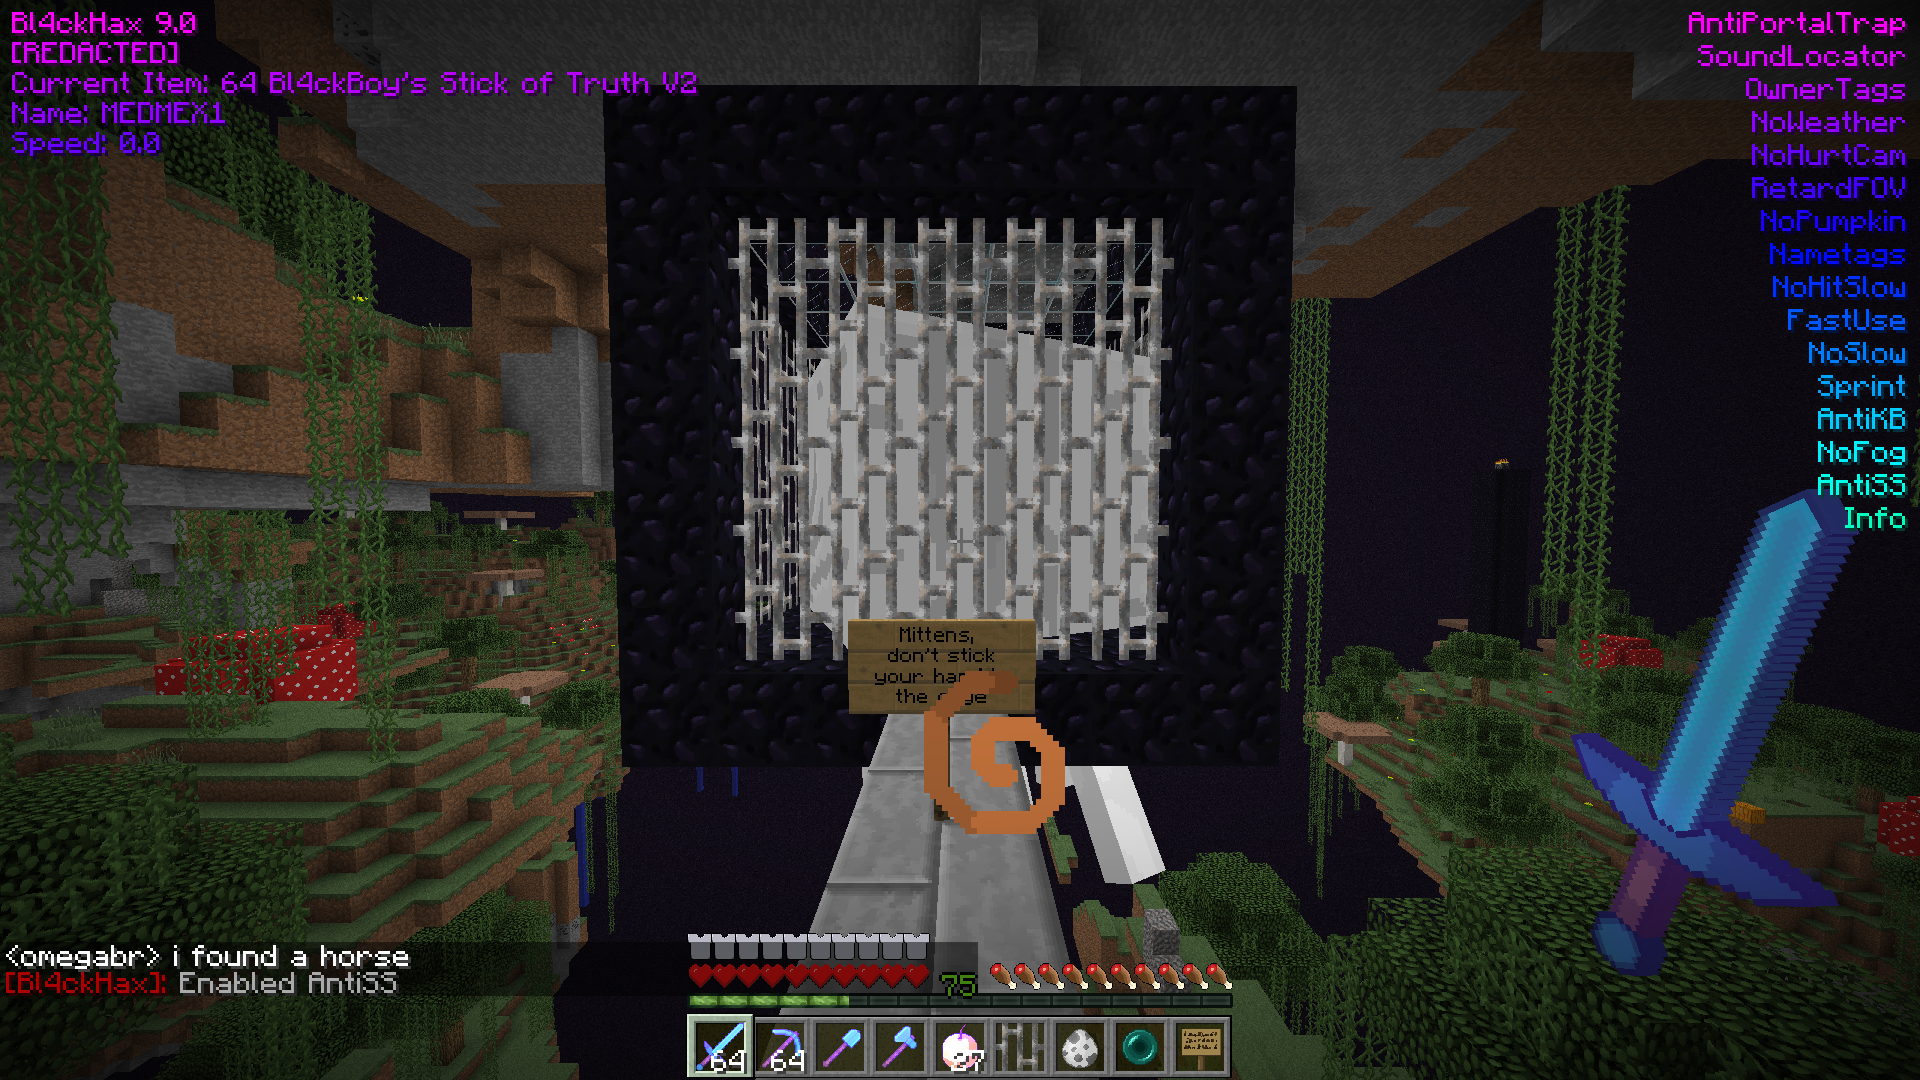 Bl4ckHax 9.0
[REDACTED]
Current Item: 64 Bl4ckBoy's Stick of Truth V2
Name: MEDMEX1
Speed: 0.0
AntiPortalTrap
SoundLocator
OwnerTags
NoWeather
NoHurtCam
RetardFOV
NoPumpkin
Nametags
NoHitSlow
FastUse
NoSlow
Sprint
AntiKB
NoFog
AntiSS
Info
Mittens,
don't stick
your
the
<omegabr> i found a horse
[Bl4ckHax]: Enabled AntiSS
75
64
64